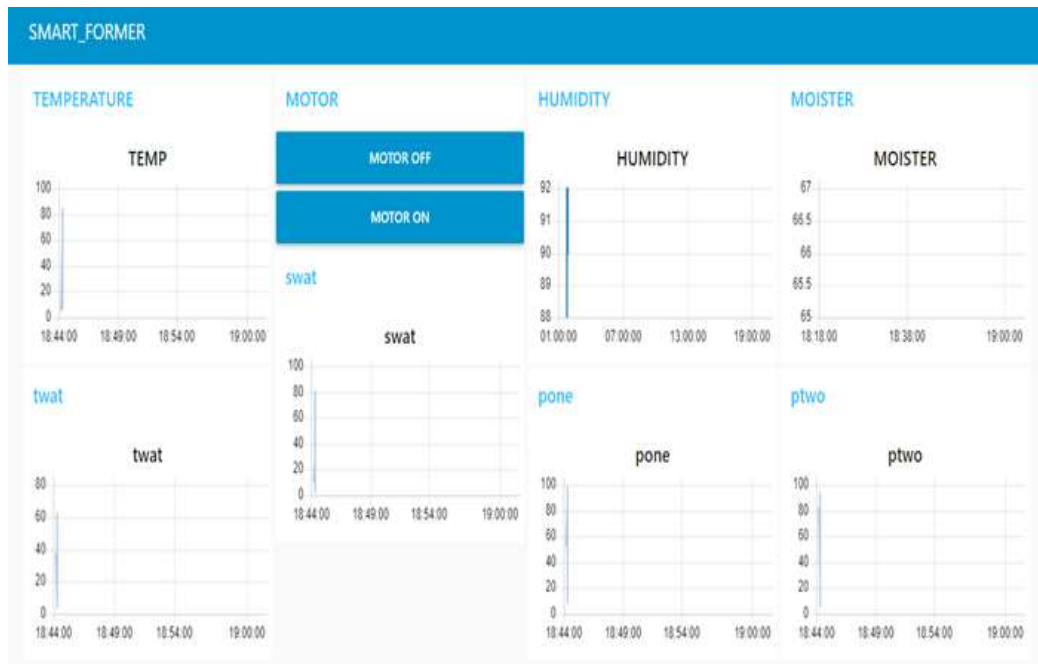 SMART_FORMER
TEMPERATURE
TEMP
100
80
60
40
20
0
18:44:00 18:49:00 18:54:00 19:00:00
MOTOR
MOTOR OFF
MOTOR ON
HUMIDITY
HUMIDITY
92
91
90
89
88
01:00:00 07:00:00 13:00:00 19:00:00
MOISTER
MOISTER
67
66.5
66
65.5
65
18:18:00 18:38:00 19:00:00
swat
swat
100
80
60
40
20
0
18:44:00 18:49:00 18:54:00 19:00:00
twat
twat
80
60
40
20
0
18:44:00 18:49:00 18:54:00 19:00:00
pone
pone
100
80
60
40
20
0
18:44:00 18:49:00 18:54:00 19:00:00
ptwo
ptwo
100
80
60
40
20
0
18:44:00 18:49:00 18:54:00 19:00:00